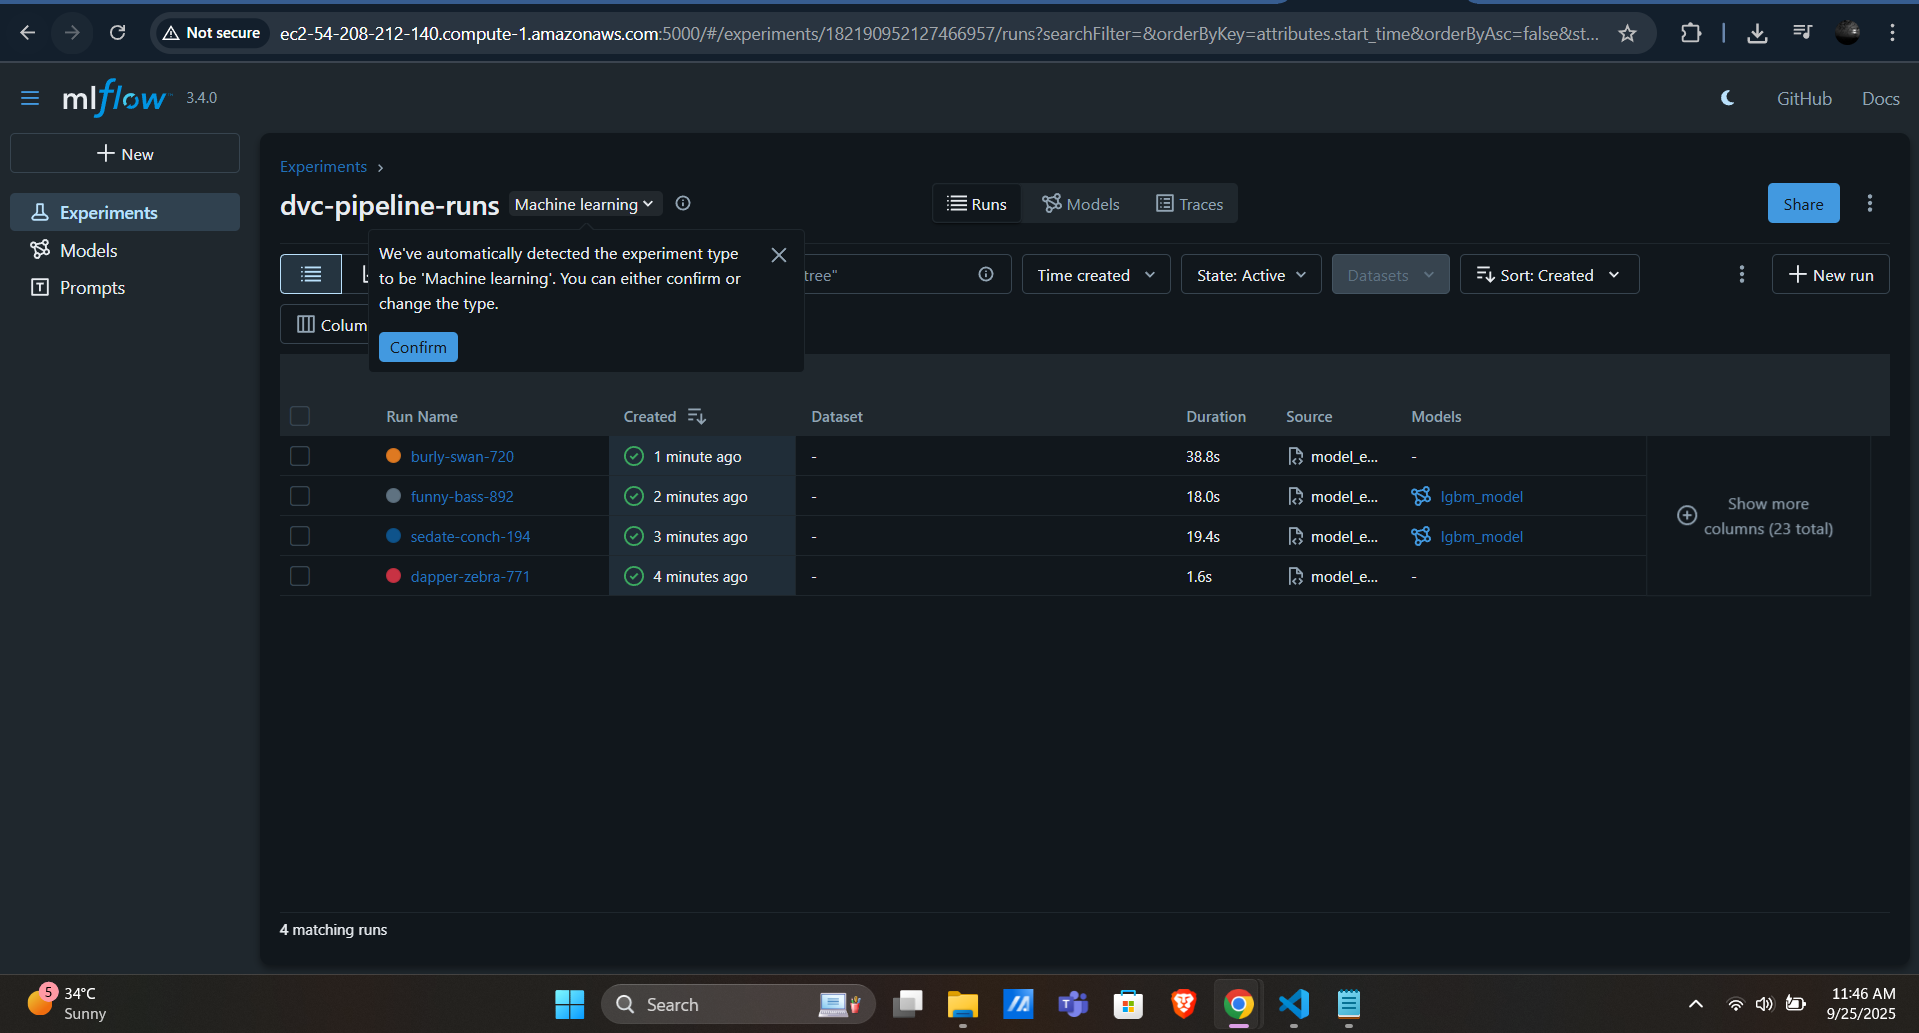 Not secure
ec2-54-208-212-140.compute-1.amazonaws.com:5000/#/experiments/182190952127466957/runs?searchFilter=&orderByKey=attributes.start_time&orderByAsc=false&st...
mlflow™ 3.4.0
GitHub
Docs
New
Experiments
Models
Prompts
Experiments
dvc-pipeline-runs
Machine learning
Runs
Models
Traces
Share
We've automatically detected the experiment type
to be 'Machine learning'. You can either confirm or
change the type.
Confirm
tree"
Time created
State: Active
Datasets
Sort: Created
New run
Colum
Run Name Created Dataset Duration Source Models
burly-swan-720 1 minute ago - 38.8s model_e... -
funny-bass-892 2 minutes ago - 18.0s model_e... lgbm_model
sedate-conch-194 3 minutes ago - 19.4s model_e... lgbm_model
dapper-zebra-771 4 minutes ago - 1.6s model_e... -
Show more
columns (23 total)
4 matching runs
5
34°C
Sunny
Search
11:46 AM
9/25/2025